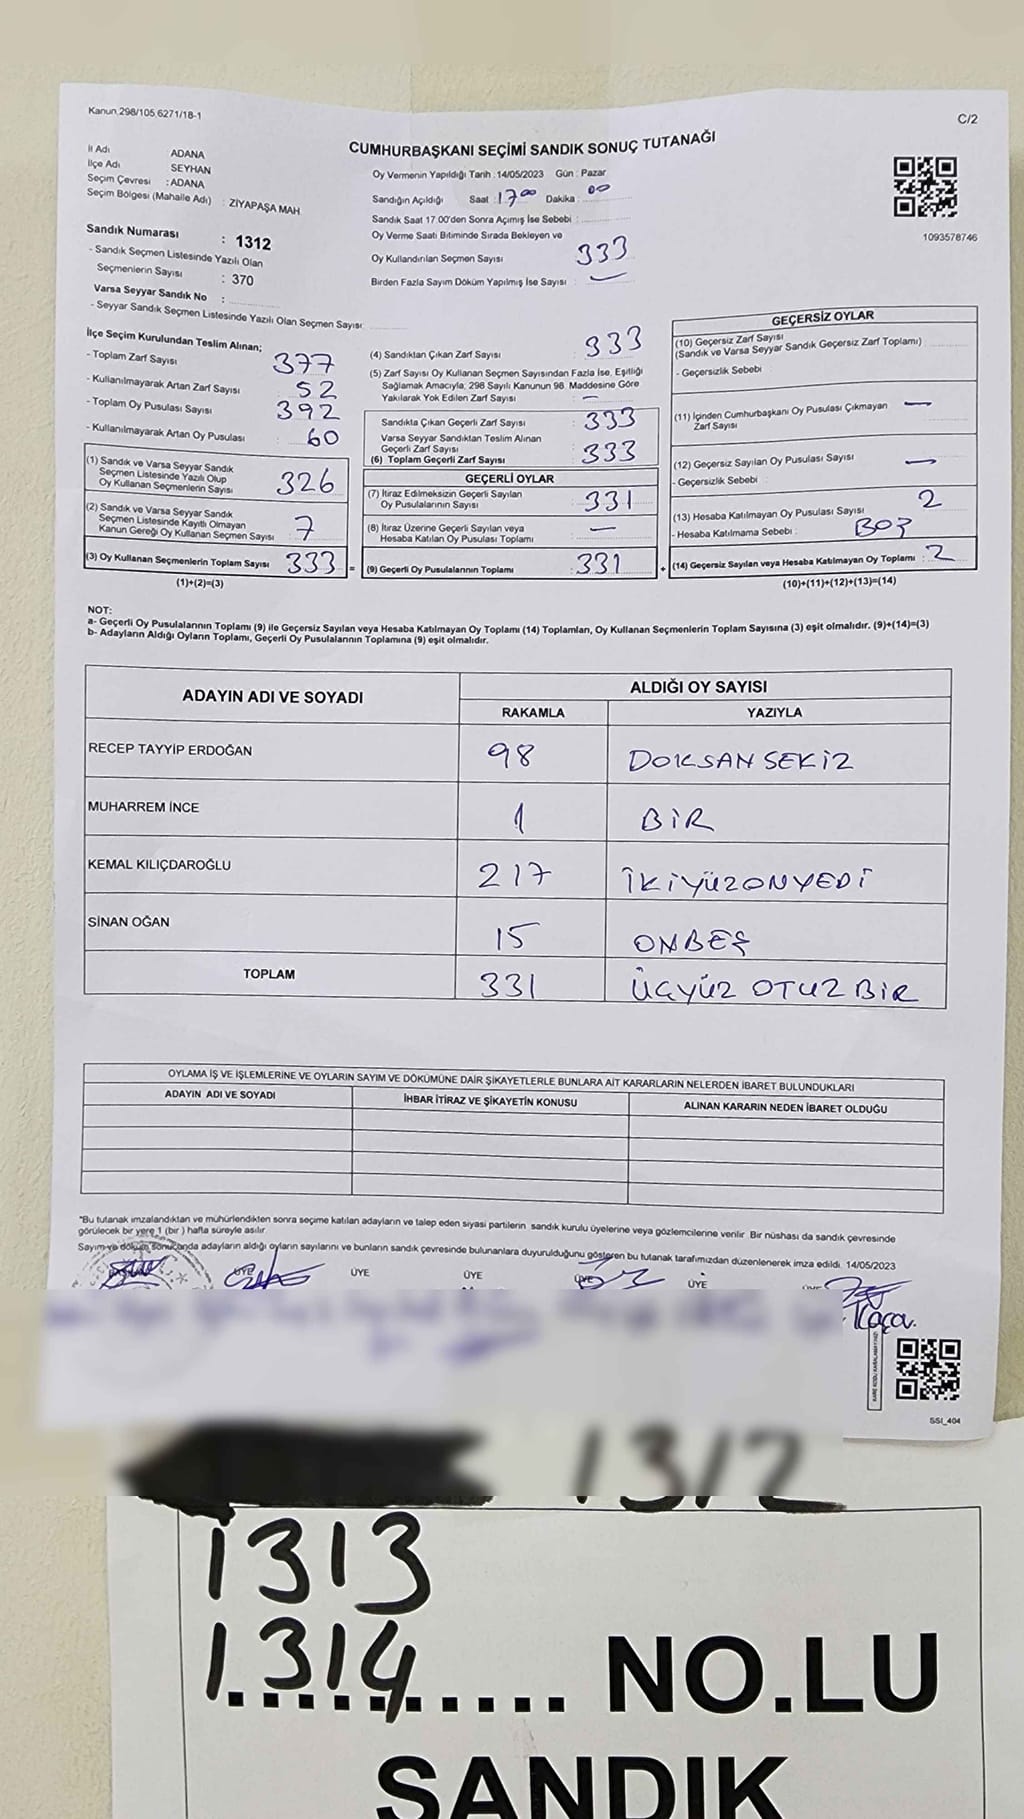 Kanun 298/105,6271/18-1
C/2
CUMHURBAŞKANI SEÇİMİ SANDIK SONUÇ TUTANAĞI
İl Adı ADANA
İlçe Adı SEYHAN
Seçim Çevresi : ADANA
Seçim Bölgesi (Mahalle Adı) : ZİYAPAŞA MAH.
Sandık Numarası : 1312
- Sandık Seçmen Listesinde Yazılı Olan
Seçmenlerin Sayısı : 370
Varsa Seyyar Sandık No :
- Seyyar Sandık Seçmen Listesinde Yazılı Olan Seçmen Sayısı:
Oy Vermenin Yapıldığı Tarih : 14/05/2023 Gün : Pazar
Sandığın Açıldığı Saat : 17 00 Dakika : 00
Sandık Saat 17.00'den Sonra Açımış İse Sebebi :
Oy Verme Saati Bitiminde Sırada Bekleyen ve
Oy Kullandırılan Seçmen Sayısı : 333
Birden Fazla Sayım Döküm Yapılmış İse Sayısı : —
1093578746
İlçe Seçim Kurulundan Teslim Alınan;
- Toplam Zarf Sayısı : 377
- Kullanılmayarak Artan Zarf Sayısı : 52
- Toplam Oy Pusulası Sayısı : 392
- Kullanılmayarak Artan Oy Pusulası : 60
(1) Sandık ve Varsa Seyyar Sandık
Seçmen Listesinde Yazılı Olup
Oy Kullanan Seçmenlerin Sayısı : 326
(2) Sandık ve Varsa Seyyar Sandık
Seçmen Listesinde Kayıtlı Olmayan
Kanun Gereği Oy Kullanan Seçmen Sayısı : 7
(3) Oy Kullanan Seçmenlerin Toplam Sayısı : 333 =
(1)+(2)=(3)
(4) Sandıktan Çıkan Zarf Sayısı : 333
(5) Zarf Sayısı Oy Kullanan Seçmen Sayısından Fazla İse, Eşitliği
Sağlamak Amacıyla, 298 Sayılı Kanunun 98. Maddesine Göre
Yakılarak Yok Edilen Zarf Sayısı : —
Sandıkta Çıkan Geçerli Zarf Sayısı : 333
Varsa Seyyar Sandıktan Teslim Alınan
Geçerli Zarf Sayısı
(6) Toplam Geçerli Zarf Sayısı : 333
GEÇERLİ OYLAR
(7) İtiraz Edilmeksizin Geçerli Sayılan
Oy Pusulalarının Sayısı : 331
(8) İtiraz Üzerine Geçerli Sayılan veya
Hesaba Katılan Oy Pusulası Toplamı : —
(9) Geçerli Oy Pusulalarının Toplamı : 331 +
GEÇERSİZ OYLAR
(10) Geçersiz Zarf Sayısı
(Sandık ve Varsa Seyyar Sandık Geçersiz Zarf Toplamı)
- Geçersizlik Sebebi :
(11) İçinden Cumhurbaşkanı Oy Pusulası Çıkmayan —
Zarf Sayısı
(12) Geçersiz Sayılan Oy Pusulası Sayısı : —
- Geçersizlik Sebebi :
(13) Hesaba Katılmayan Oy Pusulası Sayısı : 2
- Hesaba Katılmama Sebebi :
(14) Geçersiz Sayılan veya Hesaba Katılmayan Oy Toplamı : 2
(10)+(11)+(12)+(13)=(14)
NOT:
a- Geçerli Oy Pusulalarının Toplamı (9) ile Geçersiz Sayılan veya Hesaba Katılmayan Oy Toplamı (14) Toplamları, Oy Kullanan Seçmenlerin Toplam Sayısına (3) eşit olmalıdır. (9)+(14)=(3)
b- Adayların Aldığı Oyların Toplamı, Geçerli Oy Pusulalarının Toplamına (9) eşit olmalıdır.
ADAYIN ADI VE SOYADI ALDIĞI OY SAYISI
RAKAMLA YAZIYLA
RECEP TAYYİP ERDOĞAN 98 DOKSAN SEKİZ
MUHARREM İNCE 1 BİR
KEMAL KILIÇDAROĞLU 217 İKİYÜZONYEDİ
SİNAN OĞAN 15 ONBEŞ
TOPLAM 331 ÜÇYÜZ OTUZ BİR
OYLAMA İŞ VE İŞLEMLERİNE VE OYLARIN SAYIM VE DÖKÜMÜNE DAİR ŞİKAYETLERLE BUNLARA AİT KARARLARIN NELERDEN İBARET BULUNDUKLARI
ADAYIN ADI VE SOYADI İHBAR İTİRAZ VE ŞİKAYETİN KONUSU ALINAN KARARIN NEDEN İBARET OLDUĞU
*Bu tutanak imzalandıktan ve mühürlendikten sonra seçime katılan adayların ve talep eden siyasi partilerin sandık kurulu üyelerine veya gözlemcilerine verilir. Bir nüshası da sandık çevresinde
görülecek bir yere 1 (bir ) hafta süreyle asılır.
Sayım ve döküm sonucunda adayların aldığı oyların sayılarını ve bunların sandık çevresinde bulunanlara duyurulduğunu gösteren bu tutanak tarafımızdan düzenlenerek imza edildi. 14/05/2023
ÜYE ÜYE ÜYE ÜYE ÜYE
SSI_404
1312
1313
1314 NO.LU
SANDIK